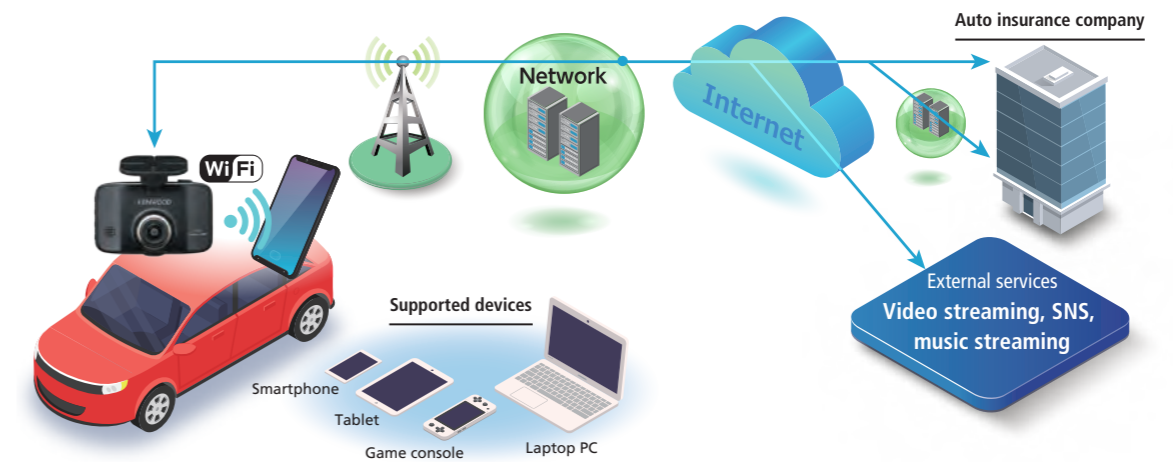 Auto insurance company
Network
Internet
Wi Fi
KENWOOD
External services
Video streaming, SNS,
music streaming
Supported devices
Smartphone
Tablet
Game console
Laptop PC